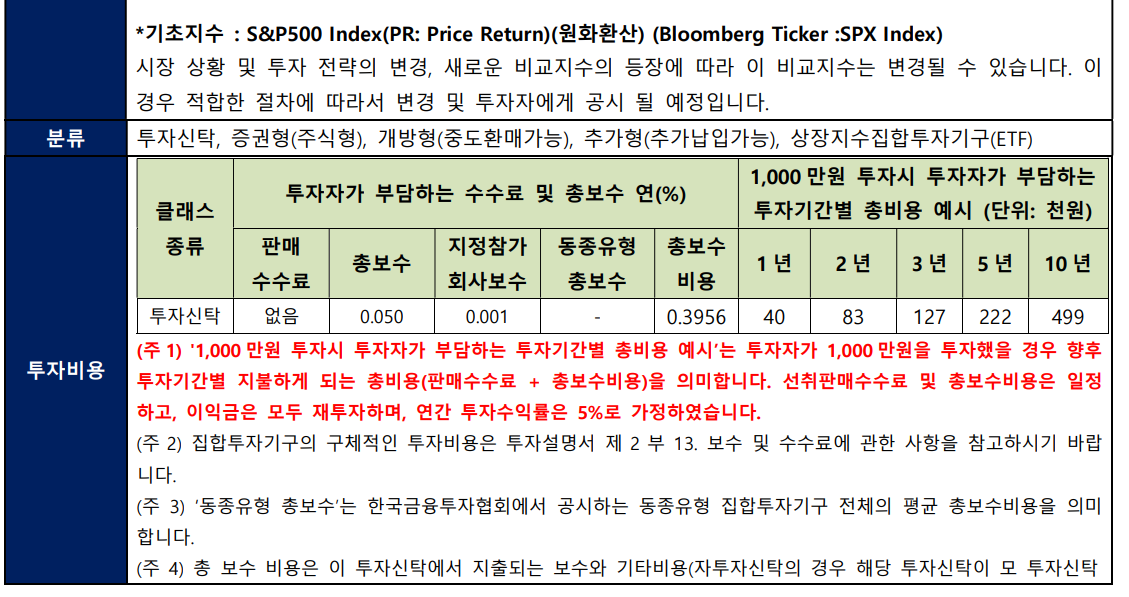 *기초지수 : S&P500 Index(PR: Price Return)(원화환산) (Bloomberg Ticker :SPX Index)
시장 상황 및 투자 전략의 변경, 새로운 비교지수의 등장에 따라 이 비교지수는 변경될 수 있습니다. 이
경우 적합한 절차에 따라서 변경 및 투자자에게 공시 될 예정입니다.
분류
투자신탁, 증권형(주식형), 개방형(중도환매가능), 추가형(추가납입가능), 상장지수집합투자기구(ETF)
투자비용
클래스
종류
투자자가 부담하는 수수료 및 총보수 연(%)
1,000 만원 투자시 투자자가 부담하는
투자기간별 총비용 예시 (단위: 천원)
판매
수수료
총보수
지정참가
회사보수
동종유형
총보수
총보수
비용
1 년
2 년
3 년
5 년
10 년
투자신탁 없음 0.050 0.001 - 0.3956 40 83 127 222 499
(주 1) '1,000 만원 투자시 투자자가 부담하는 투자기간별 총비용 예시'는 투자자가 1,000 만원을 투자했을 경우 향후
투자기간별 지불하게 되는 총비용(판매수수료 + 총보수비용)을 의미합니다. 선취판매수수료 및 총보수비용은 일정
하고, 이익금은 모두 재투자하며, 연간 투자수익률은 5%로 가정하였습니다.
(주 2) 집합투자기구의 구체적인 투자비용은 투자설명서 제 2 부 13. 보수 및 수수료에 관한 사항을 참고하시기 바랍
니다.
(주 3) '동종유형 총보수'는 한국금융투자협회에서 공시하는 동종유형 집합투자기구 전체의 평균 총보수비용을 의미
합니다.
(주 4) 총 보수 비용은 이 투자신탁에서 지출되는 보수와 기타비용(자투자신탁의 경우 해당 투자신탁이 모 투자신탁